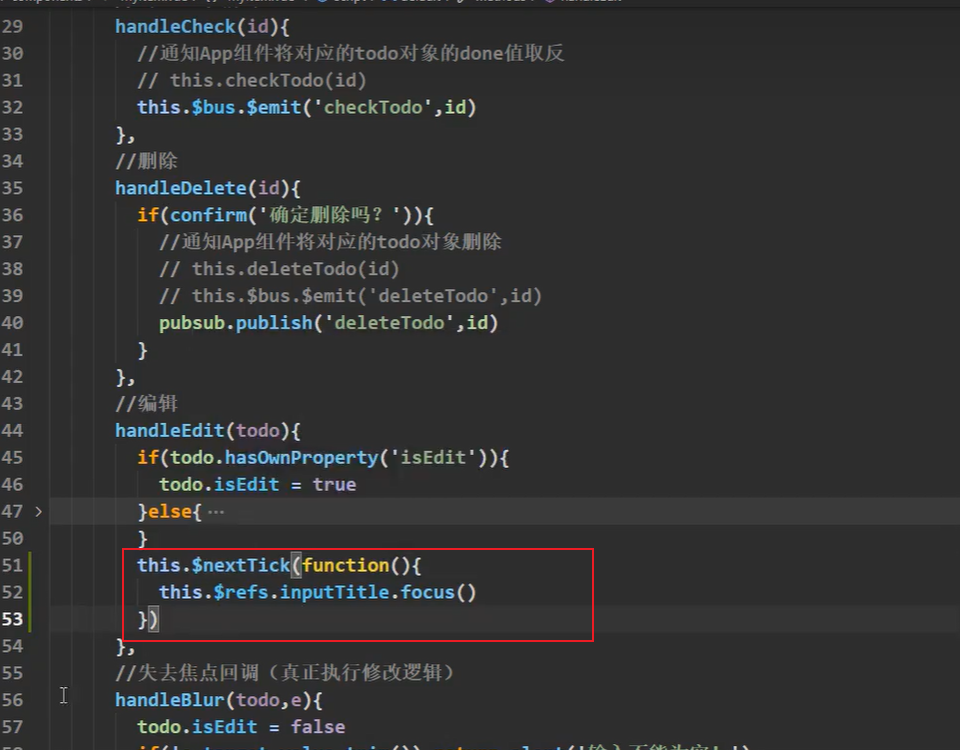 29 handleCheck(id){
30 //通知App组件将对应的todo对象的done值取反
31 // this.checkTodo(id)
32 this.$bus.$emit('checkTodo',id)
33 },
34 //删除
35 handleDelete(id){
36 if(confirm('确定删除吗？')){
37 //通知App组件将对应的todo对象删除
38 // this.deleteTodo(id)
39 // this.$bus.$emit('deleteTodo',id)
40 pubsub.publish('deleteTodo',id)
41 }
42 },
43 //编辑
44 handleEdit(todo){
45 if(todo.hasOwnProperty('isEdit')){
46 todo.isEdit = true
47 }else{ ⋯
50 }
51 this.$nextTick(function(){
52 this.$refs.inputTitle.focus()
53 })
54 },
55 //失去焦点回调（真正执行修改逻辑）
56 handleBlur(todo,e){
57 todo.isEdit = false